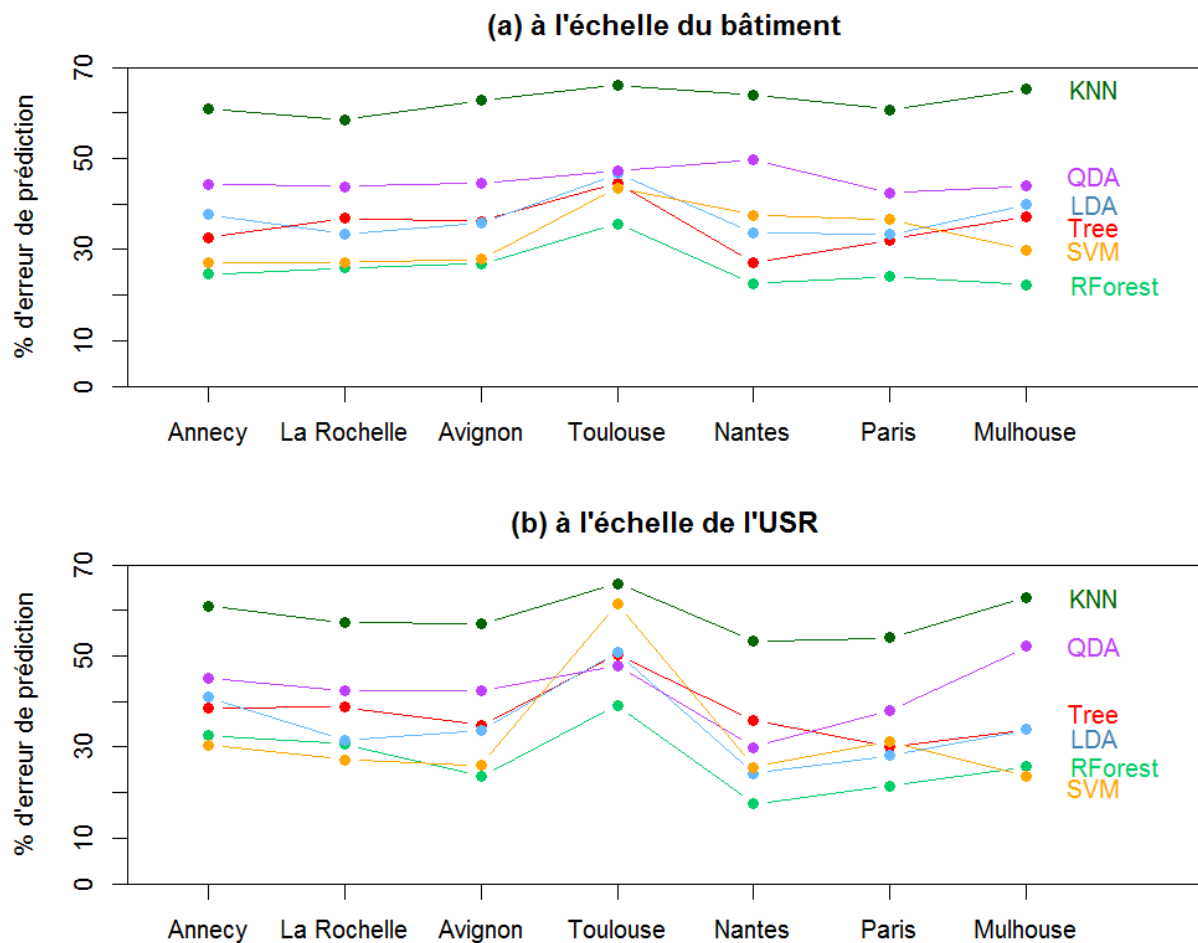 (a) à l'échelle du bâtiment
% d'erreur de prédiction
70
50
30
10
0
KNN
QDA
LDA
Tree
SVM
RForest
Annecy La Rochelle Avignon Toulouse Nantes Paris Mulhouse
(b) à l'échelle de l'USR
% d'erreur de prédiction
70
50
30
10
0
KNN
QDA
Tree
LDA
RForest
SVM
Annecy La Rochelle Avignon Toulouse Nantes Paris Mulhouse